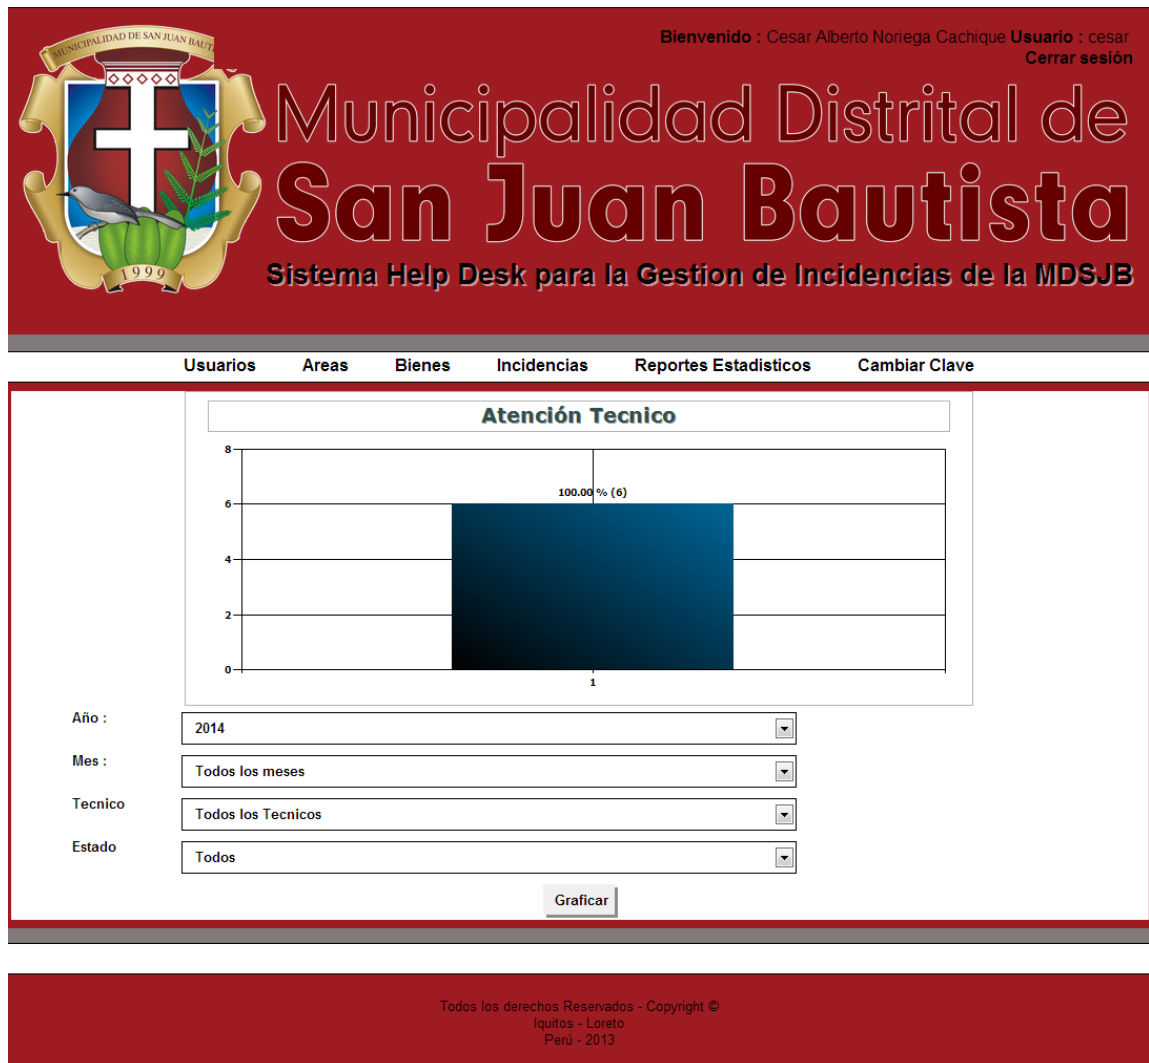 MUNICIPALIDAD DE SAN JUAN
1999
Bienvenido : Cesar Alberto Noriega Cachique Usuario : cesar
Cerrar sesión
Municipalidad Distrital de
San Juan Bautista
Sistema Help Desk para la Gestion de Incidencias de la MDSJB
Usuarios Areas Bienes Incidencias Reportes Estadisticos Cambiar Clave
Atención Tecnico
8
100.00 % (6)
6
4
2
0
1
Año :
2014
Mes :
Todos los meses
Tecnico
Todos los Tecnicos
Estado
Todos
Graficar
Todos los derechos Reservados - Copyright ©
Iquitos - Loreto
Perú - 2013